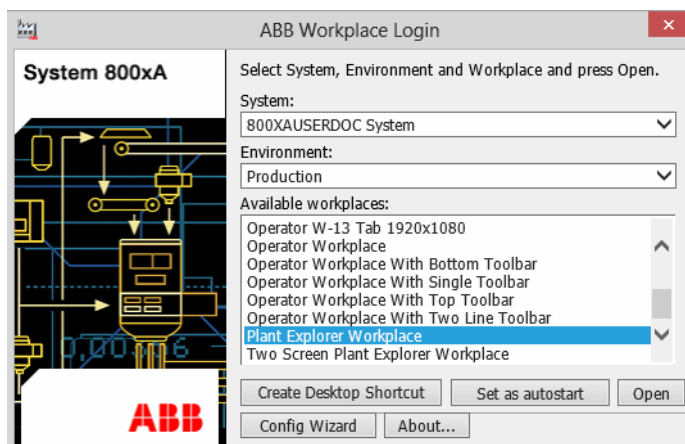 ABB Workplace Login
System 800xA
Select System, Environment and Workplace and press Open.
System:
800XAUSERDOC System
Environment:
Production
Available workplaces:
Operator W-13 Tab 1920x1080
Operator Workplace
Operator Workplace With Bottom Toolbar
Operator Workplace With Single Toolbar
Operator Workplace With Top Toolbar
Operator Workplace With Two Line Toolbar
Plant Explorer Workplace
Two Screen Plant Explorer Workplace
Create Desktop Shortcut
Set as autostart
Open
Config Wizard
About...
ABB